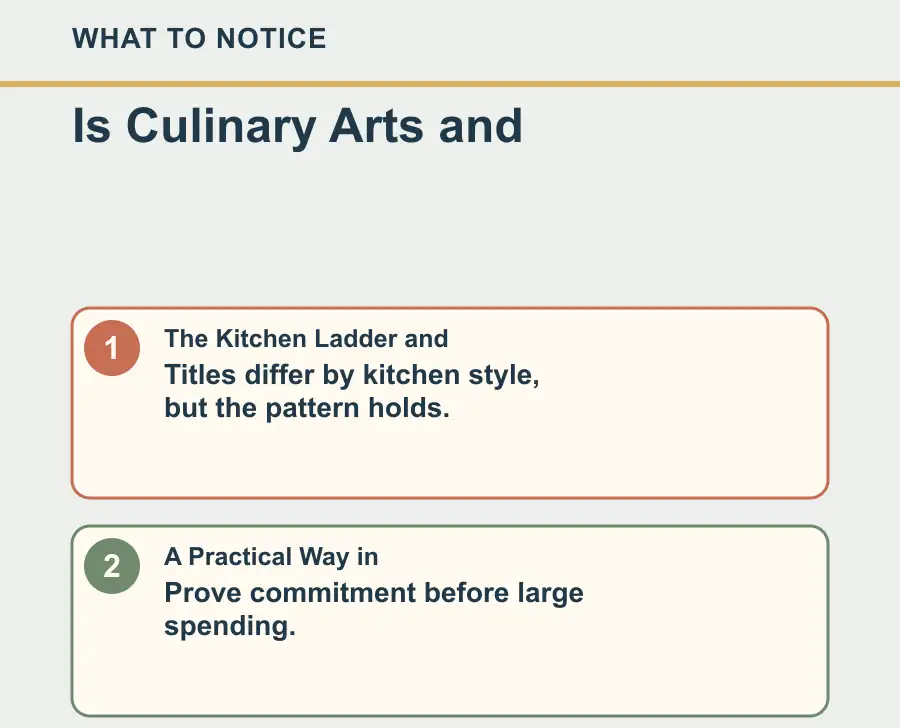 WHAT TO NOTICE
Is Culinary Arts and
1
The Kitchen Ladder and
Titles differ by kitchen style,
but the pattern holds.
2
A Practical Way in
Prove commitment before large
spending.